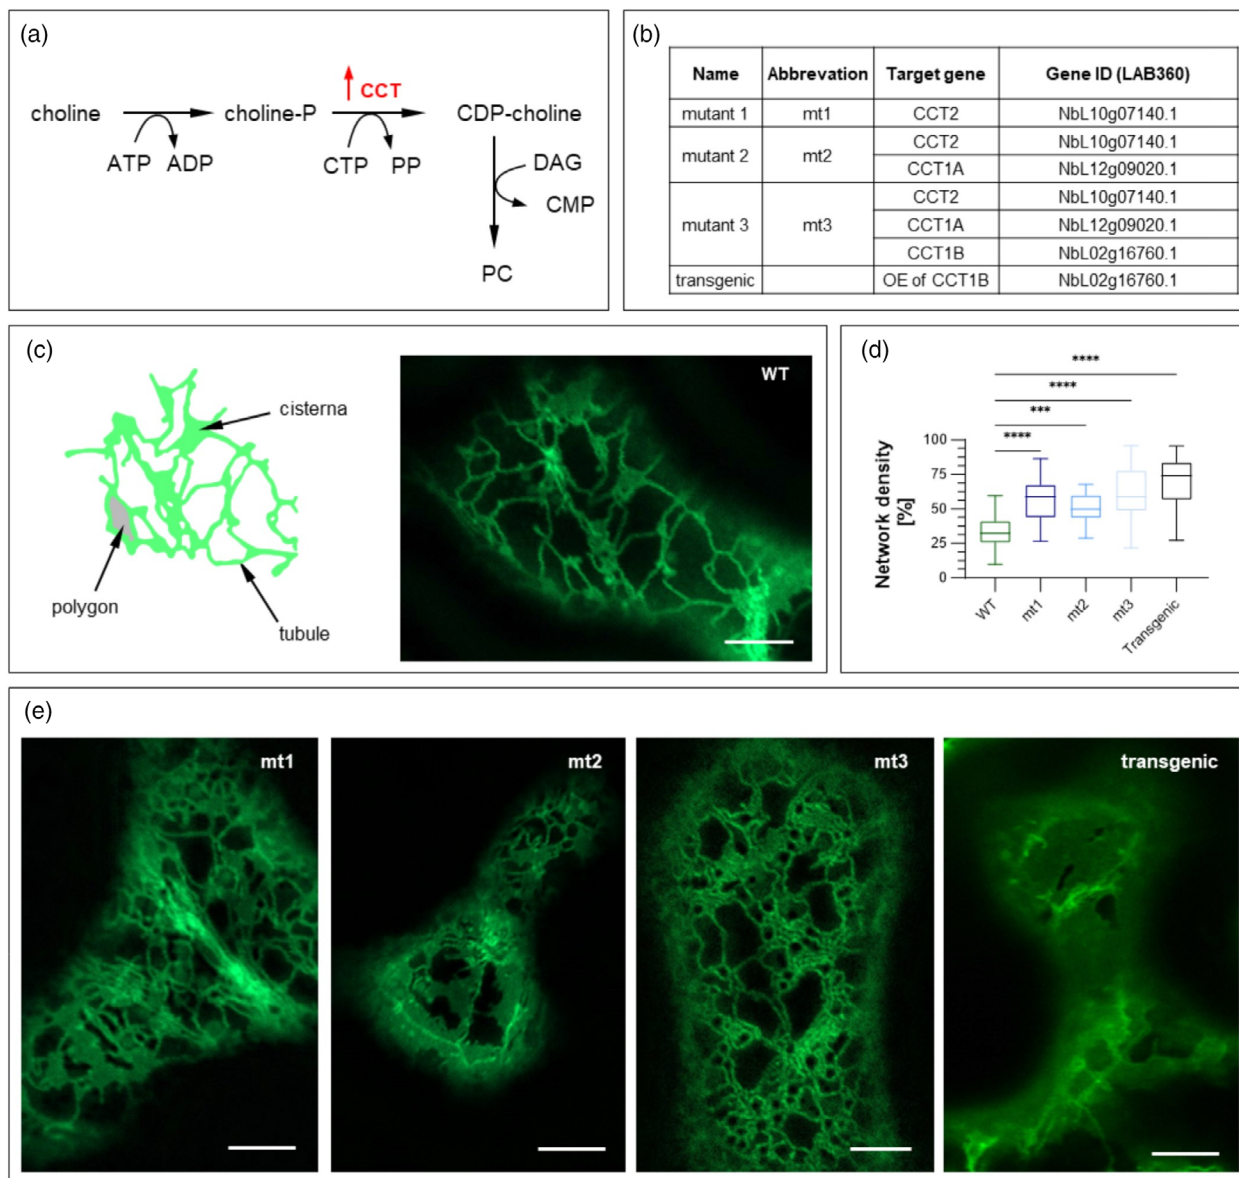 (a)
CCT
choline
choline-P
CDP-choline
ATP ADP
CTP PP
DAG
CMP
PC
(b)
Name Abbrevation Target gene Gene ID (LAB360)
mutant 1 mt1 CCT2 NbL10g07140.1
mutant 2 mt2 CCT2 NbL10g07140.1
CCT1A NbL12g09020.1
mutant 3 mt3 CCT2 NbL10g07140.1
CCT1A NbL12g09020.1
CCT1B NbL02g16760.1
transgenic OE of CCT1B NbL02g16760.1
(c)
cisterna
polygon
tubule
WT
(d)
****
****
***
****
Network density
[%]
100
75
50
25
0
WT mt1 mt2 mt3 Transgenic
(e)
mt1
mt2
mt3
transgenic